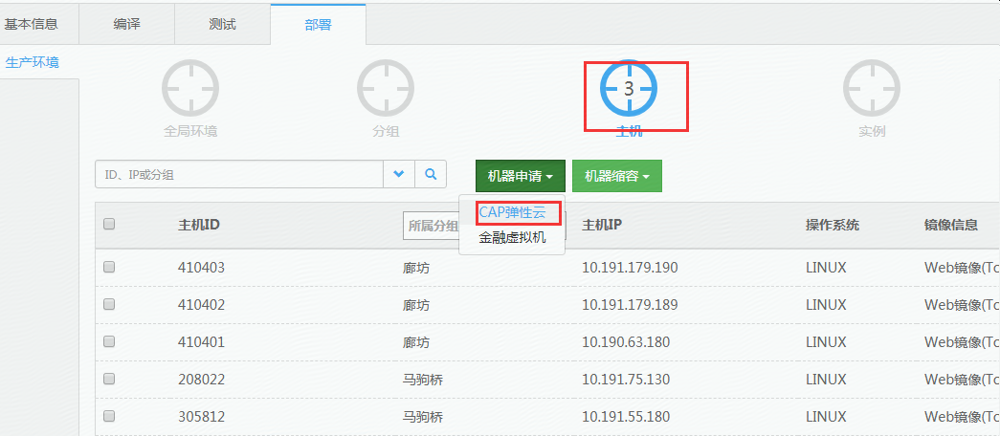 基本信息 编译 测试 部署
生产环境
3
全局环境 分组 主机 实例
ID、IP或分组 机器申请 机器缩容
CAP弹性云
金融虚拟机
主机ID 所属分组 主机IP 操作系统 镜像信息
410403 廊坊 10.191.179.190 LINUX Web镜像(Tc
410402 廊坊 10.191.179.189 LINUX Web镜像(Tc
410401 廊坊 10.190.63.180 LINUX Web镜像(Tc
208022 马驹桥 10.191.75.130 LINUX Web镜像(Tc
305812 马驹桥 10.191.55.180 LINUX Web镜像(Tc